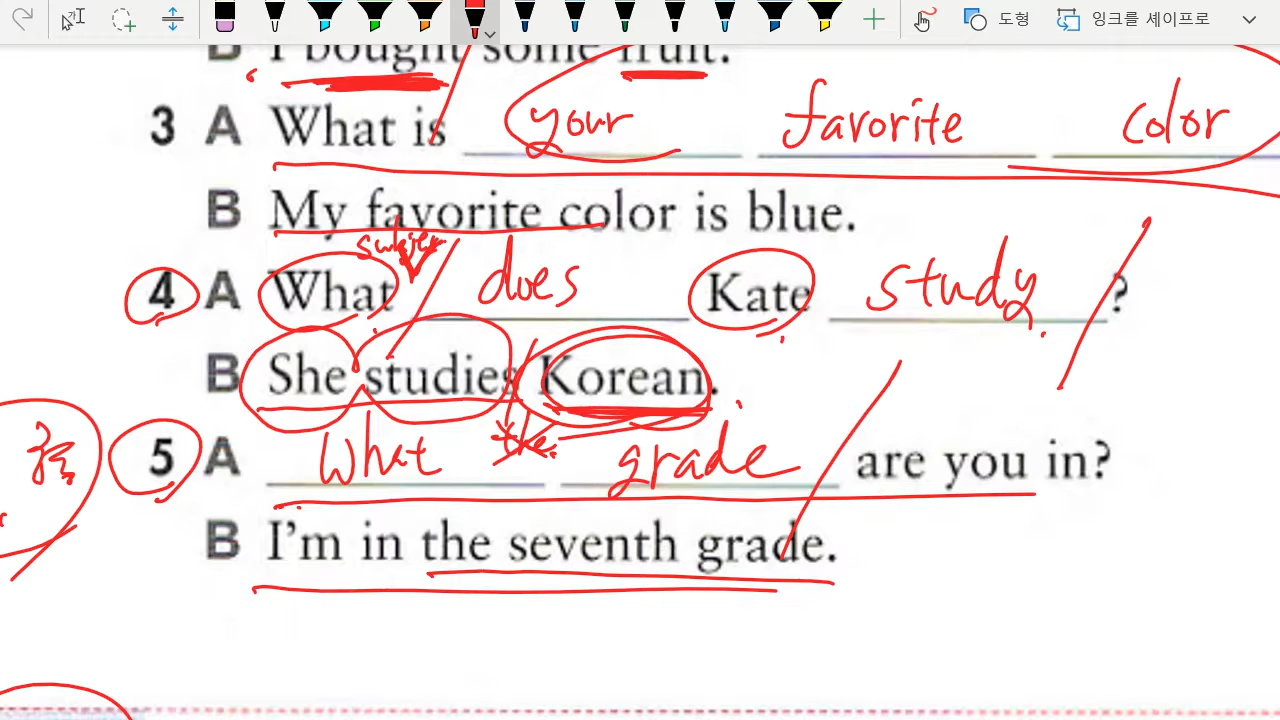 도형 잉크를 셰이프로
B I bought some fruit.
3 A What is your favorite color
B My favorite color is blue.
subject
4 A What does Kate study ?
B She studies Korean.
the
5 A What grade are you in?
B I'm in the seventh grade.